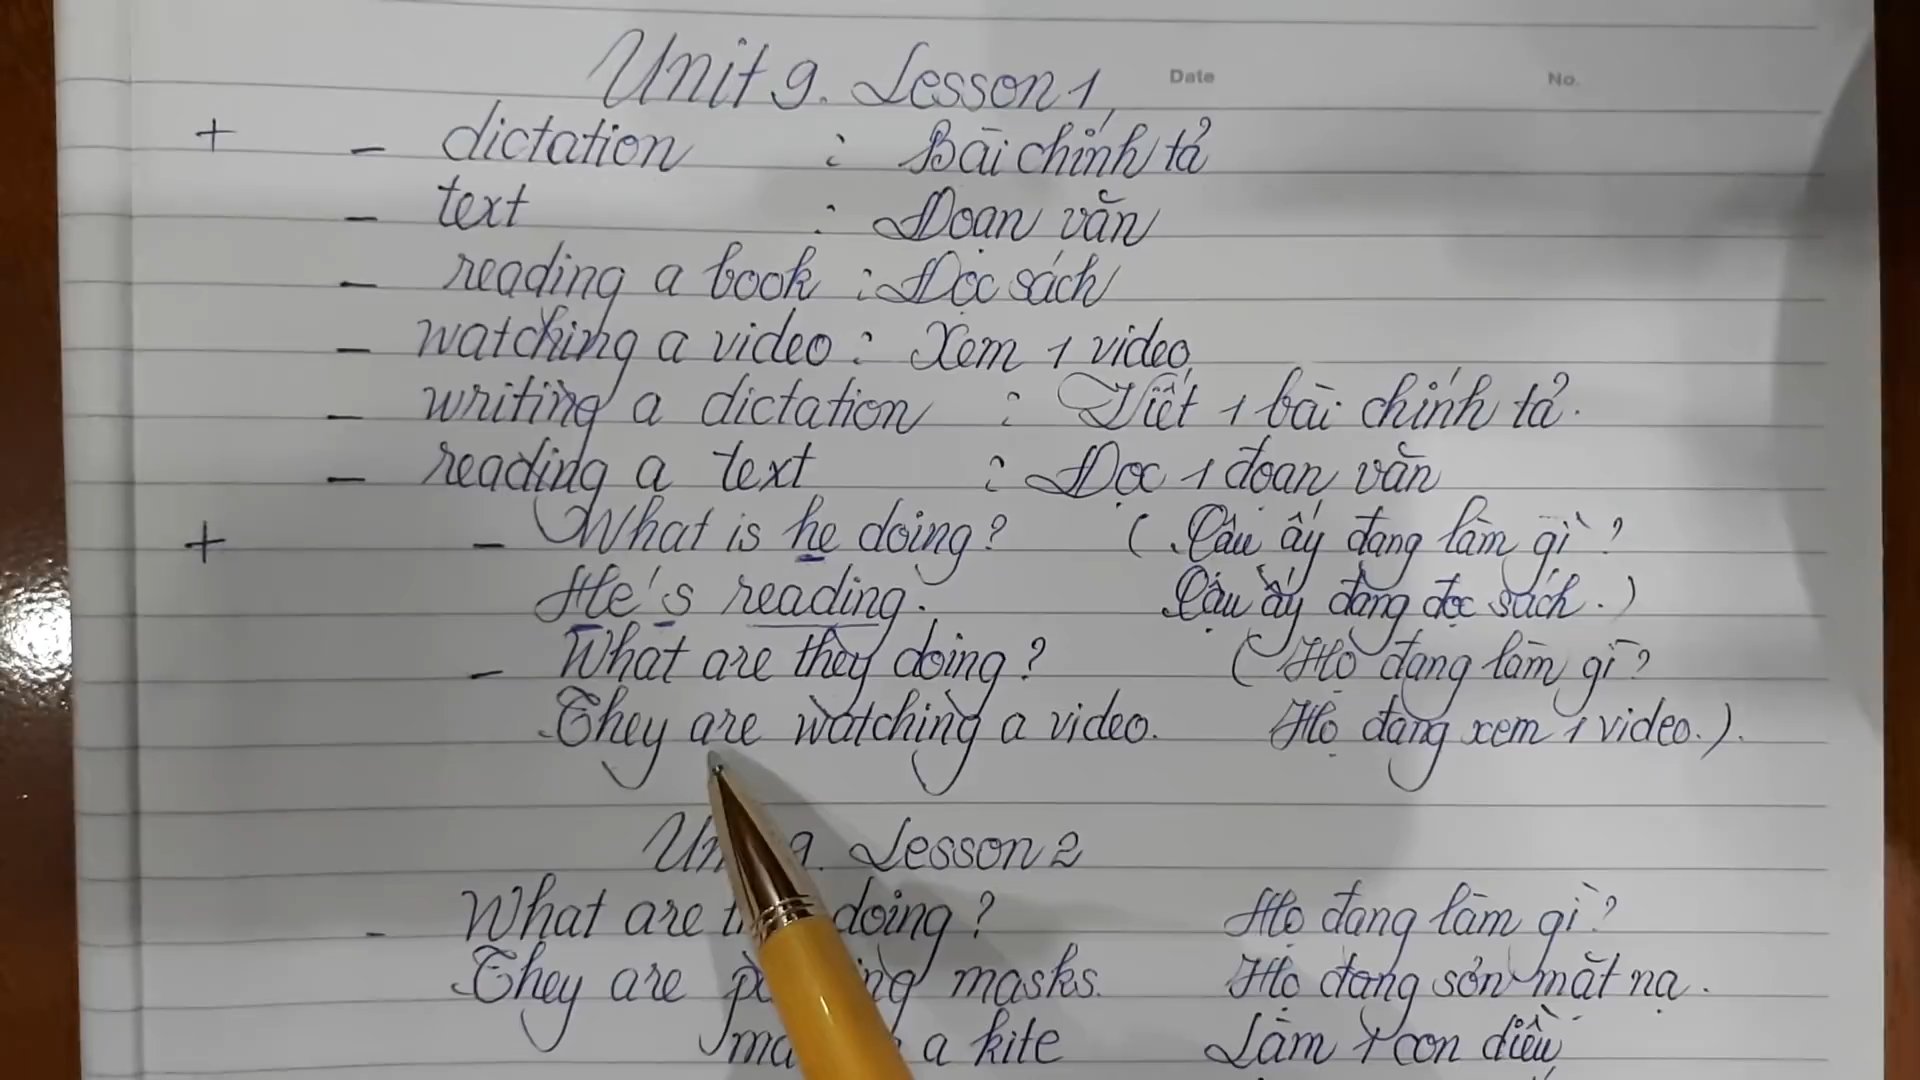 Unit 9. Lesson 1
Date
No.
+ - dictation : Bài chính tả
- text : Đoạn văn
- reading a book : Đọc sách
- watching a video : Xem 1 video
- writing a dictation : Viết 1 bài chính tả.
- reading a text : Đọc 1 đoạn văn
+ - What is he doing? ( Cậu ấy đang làm gì ?
He's reading. Cậu ấy đang đọc sách.)
- What are they doing? ( Họ đang làm gì?
They are watching a video. Họ đang xem 1 video.).
9. Lesson 2
- What are doing? Họ đang làm gì?
They are masks. Họ đang sơn mặt nạ.
a kite Làm 1 con diều